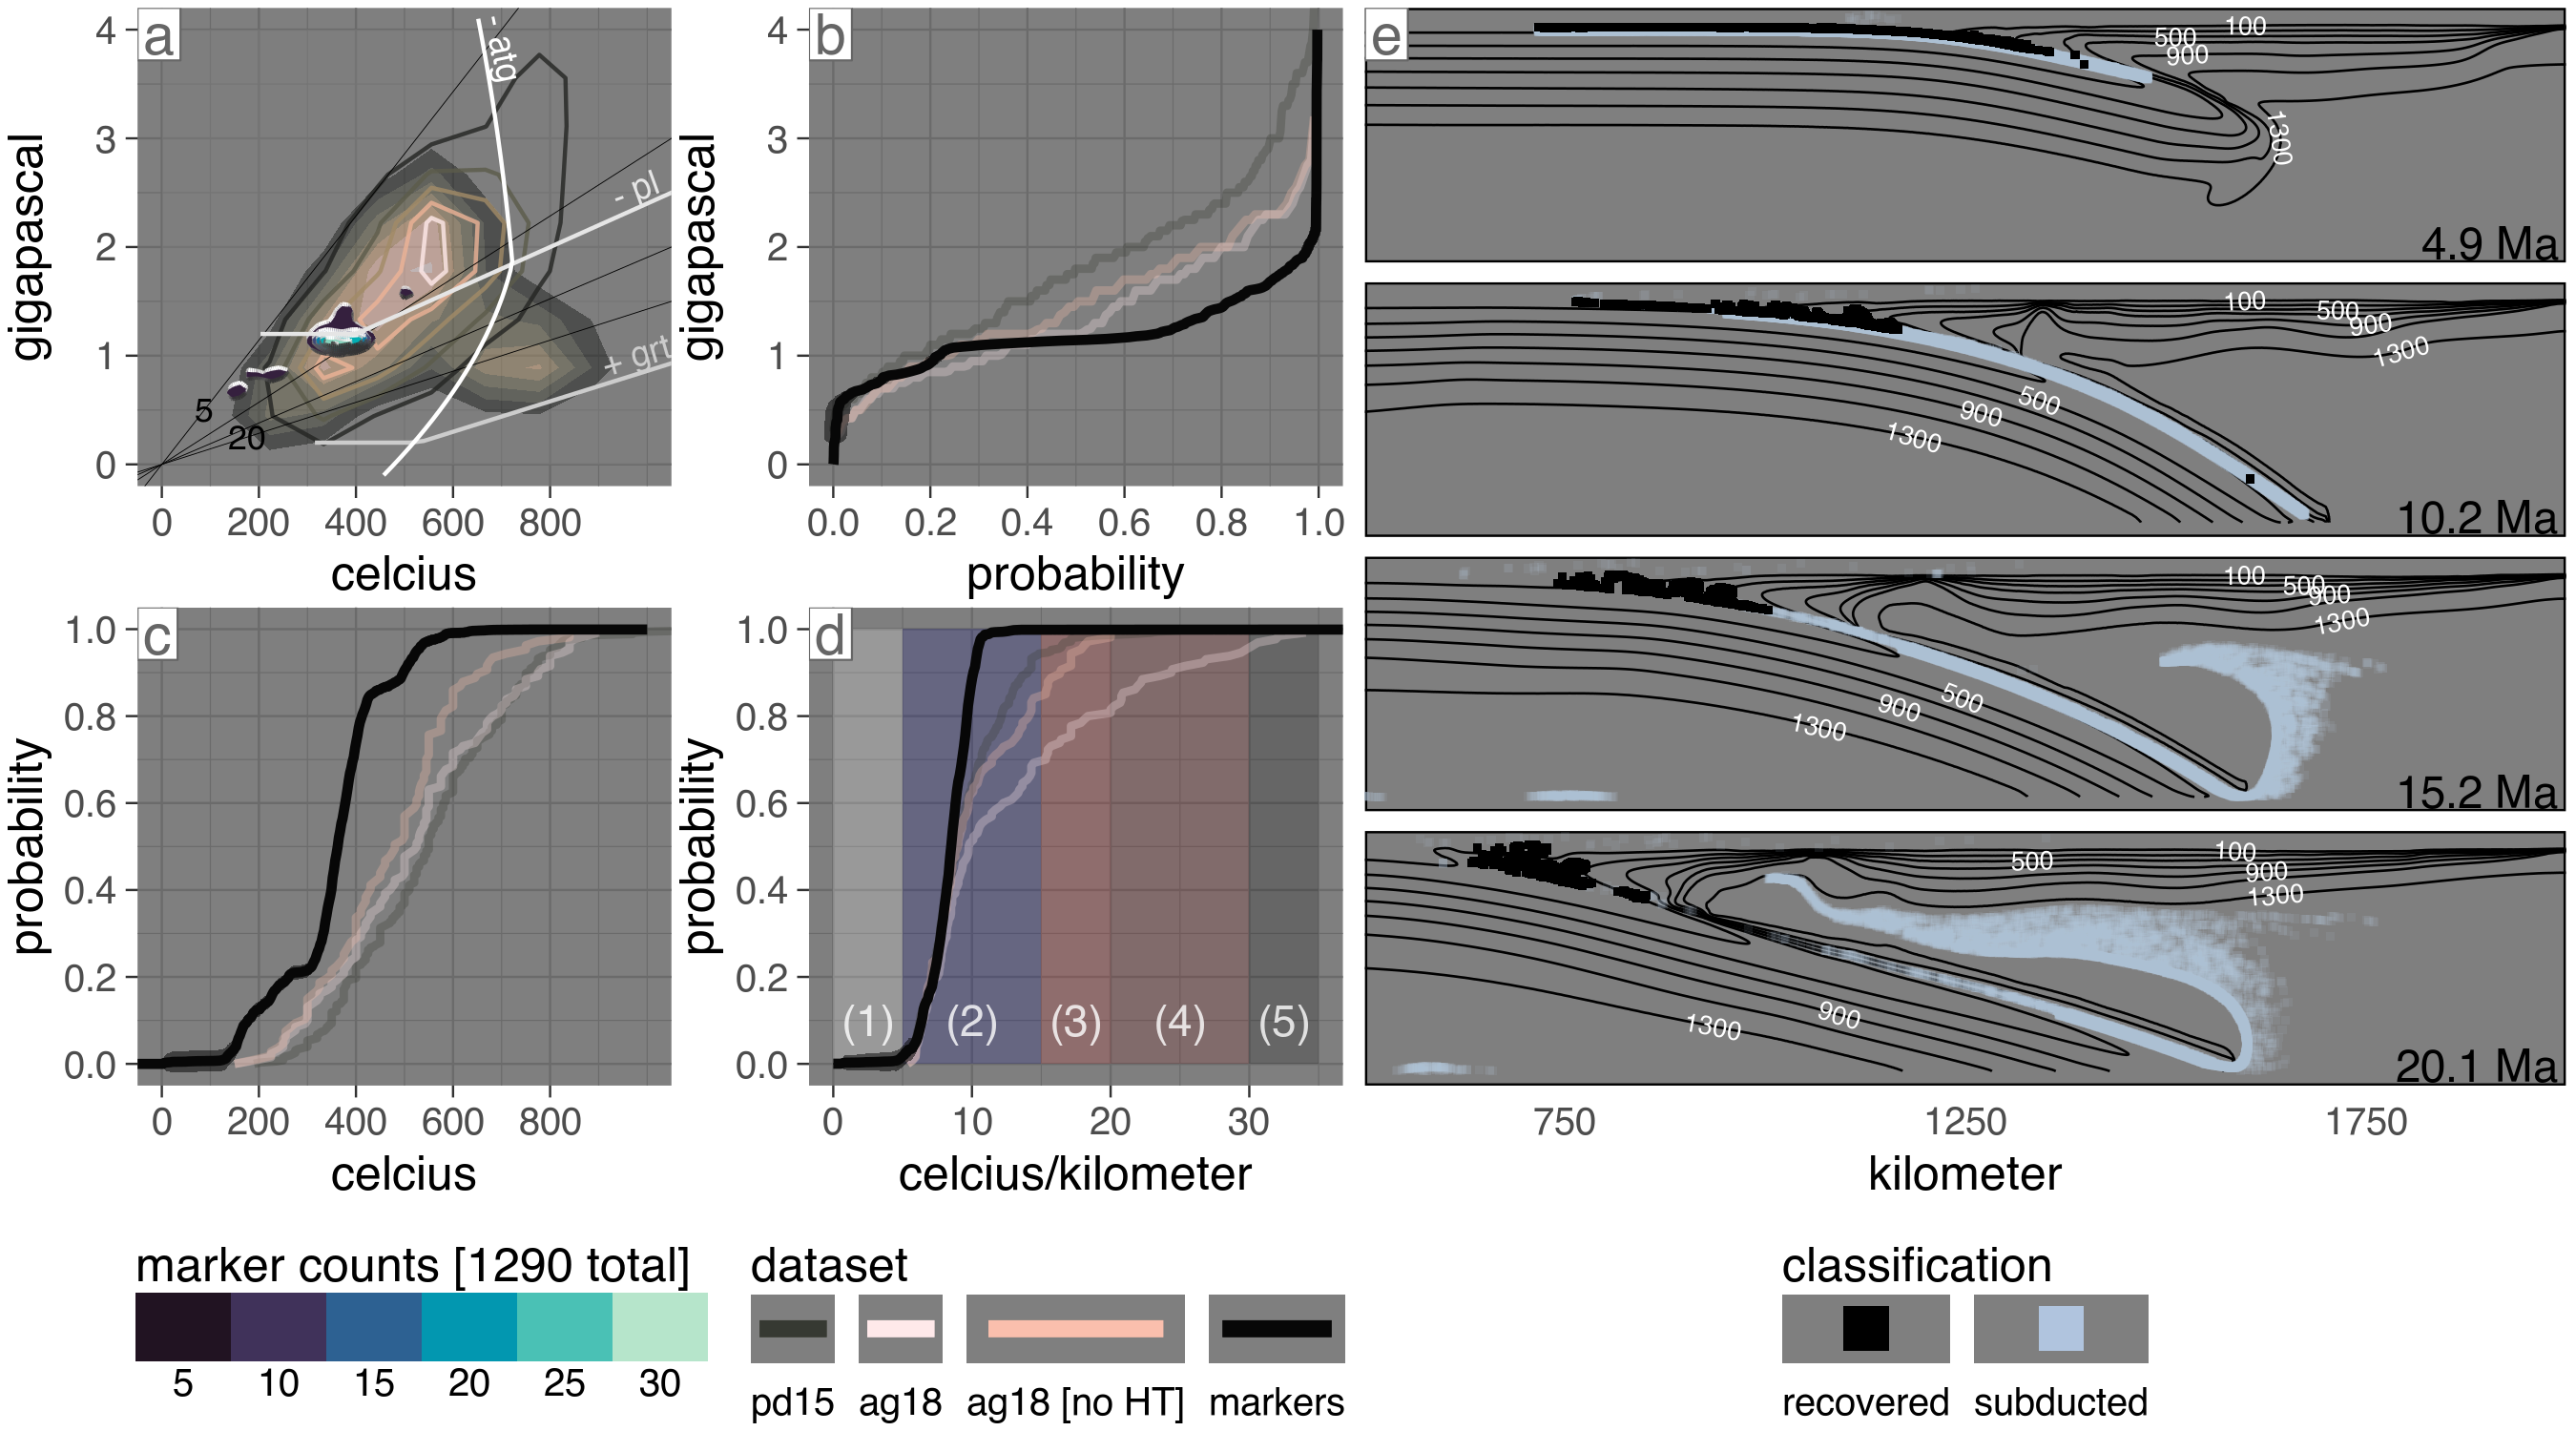 a
gigapascal
4
3
2
1
0
- atg
- pl
+ grt
5
20
0 200 400 600 800
celcius
b
gigapascal
4
3
2
1
0
0.0 0.2 0.4 0.6 0.8 1.0
probability
c
probability
1.0
0.8
0.6
0.4
0.2
0.0
0 200 400 600 800
celcius
d
probability
1.0
0.8
0.6
0.4
0.2
0.0
(1) (2) (3) (4) (5)
0 10 20 30
celcius/kilometer
e
100
500
900
1300
4.9 Ma
100
500
900
1300
500
900
1300
10.2 Ma
100
500
900
1300
500
900
1300
15.2 Ma
100
500
900
1300
900
1300
20.1 Ma
750 1250 1750
kilometer
marker counts [1290 total]
5 10 15 20 25 30
dataset
pd15 ag18 ag18 [no HT] markers
classification
recovered subducted